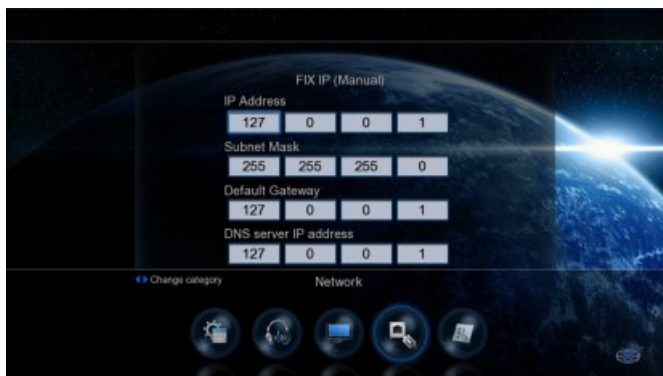 FIX IP (Manual)
IP Address
127 0 0 1
Subnet Mask
255 255 255 0
Default Gateway
127 0 0 1
DNS server IP address
127 0 0 1
Change category Network